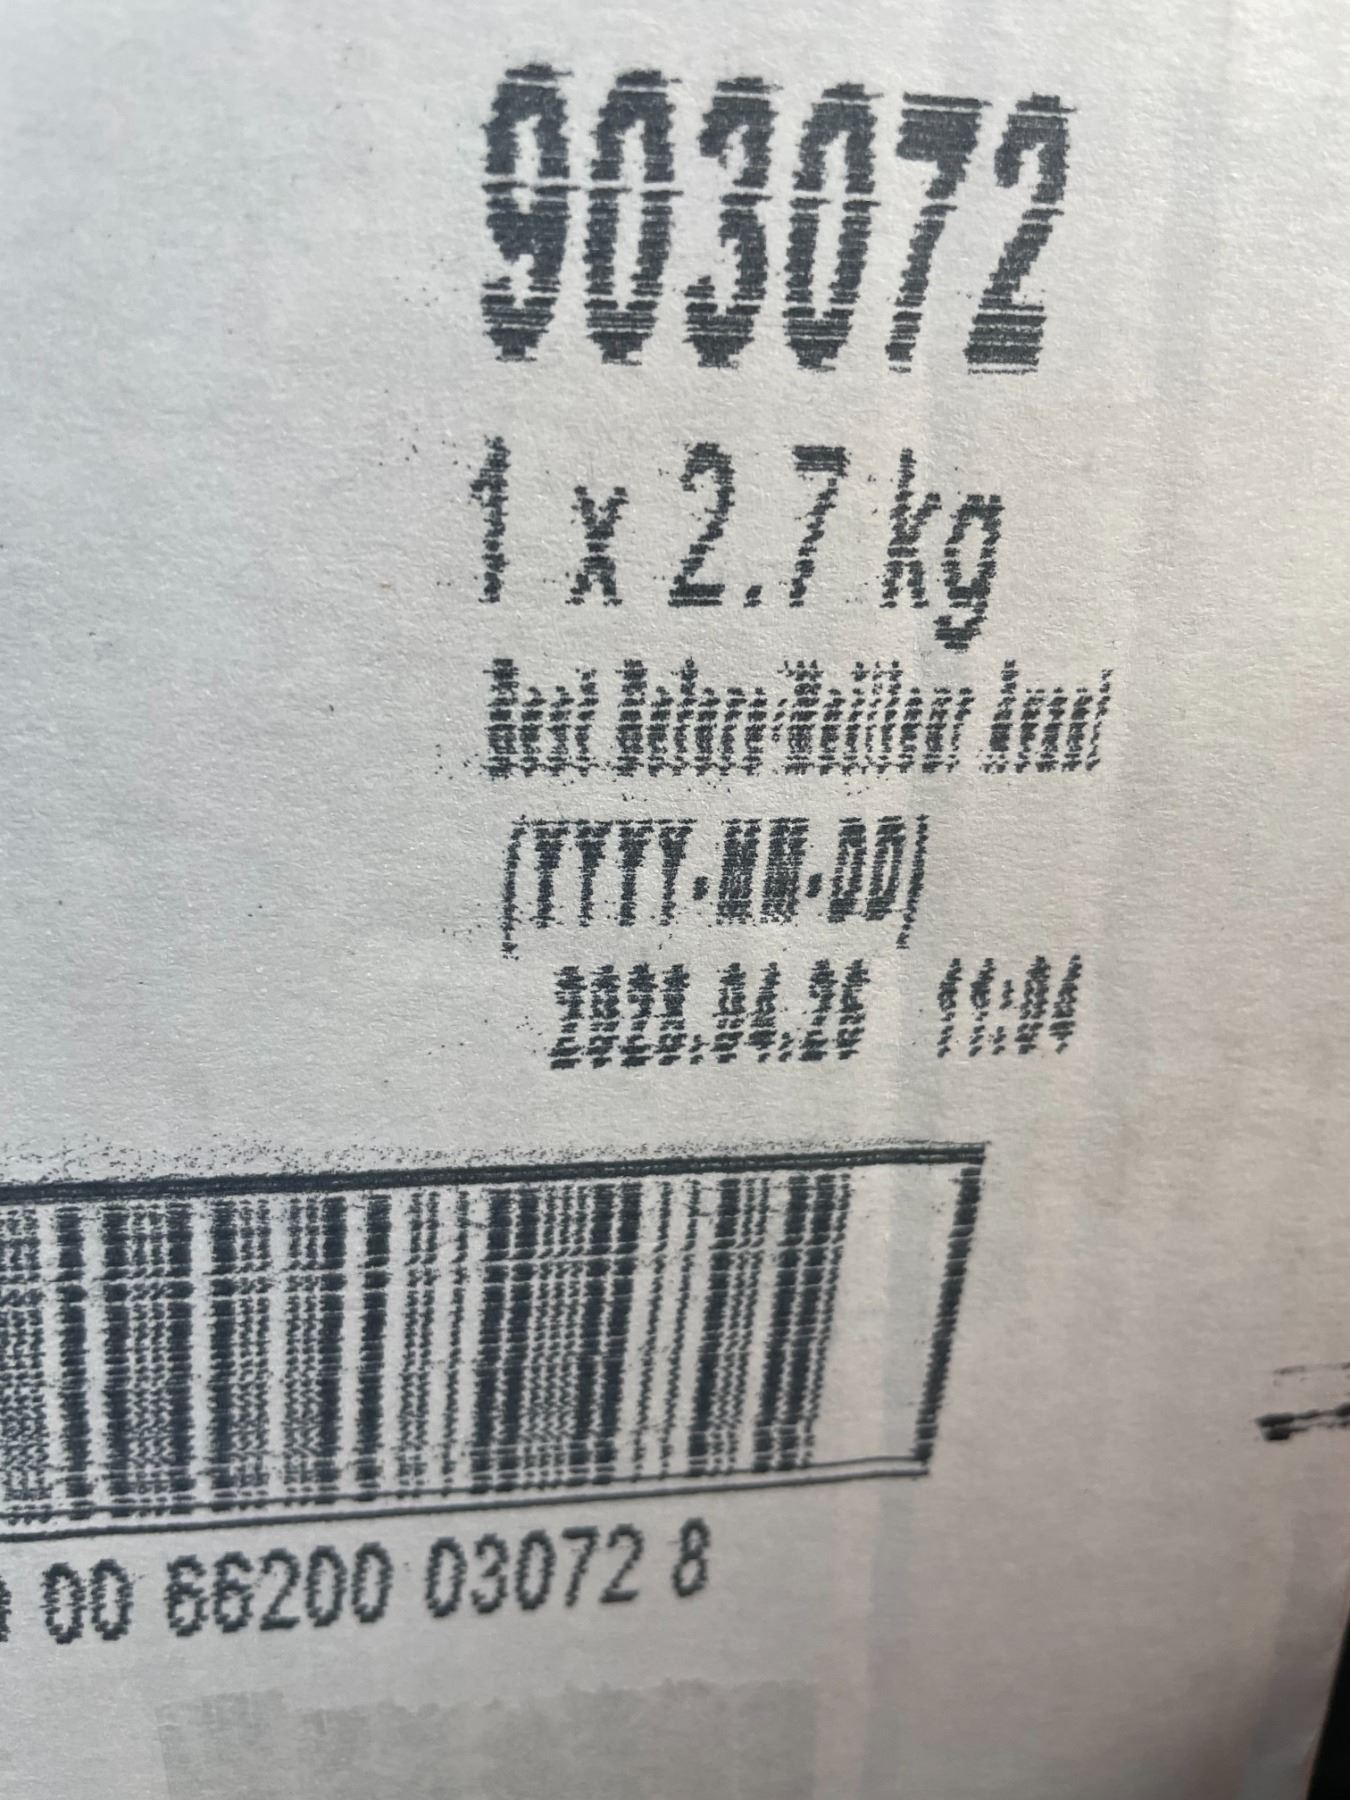 903072
1 x 2.7 kg
Best Before/Meilleur Avant
(YYYY-MM-DD)
00 66200 03072 8